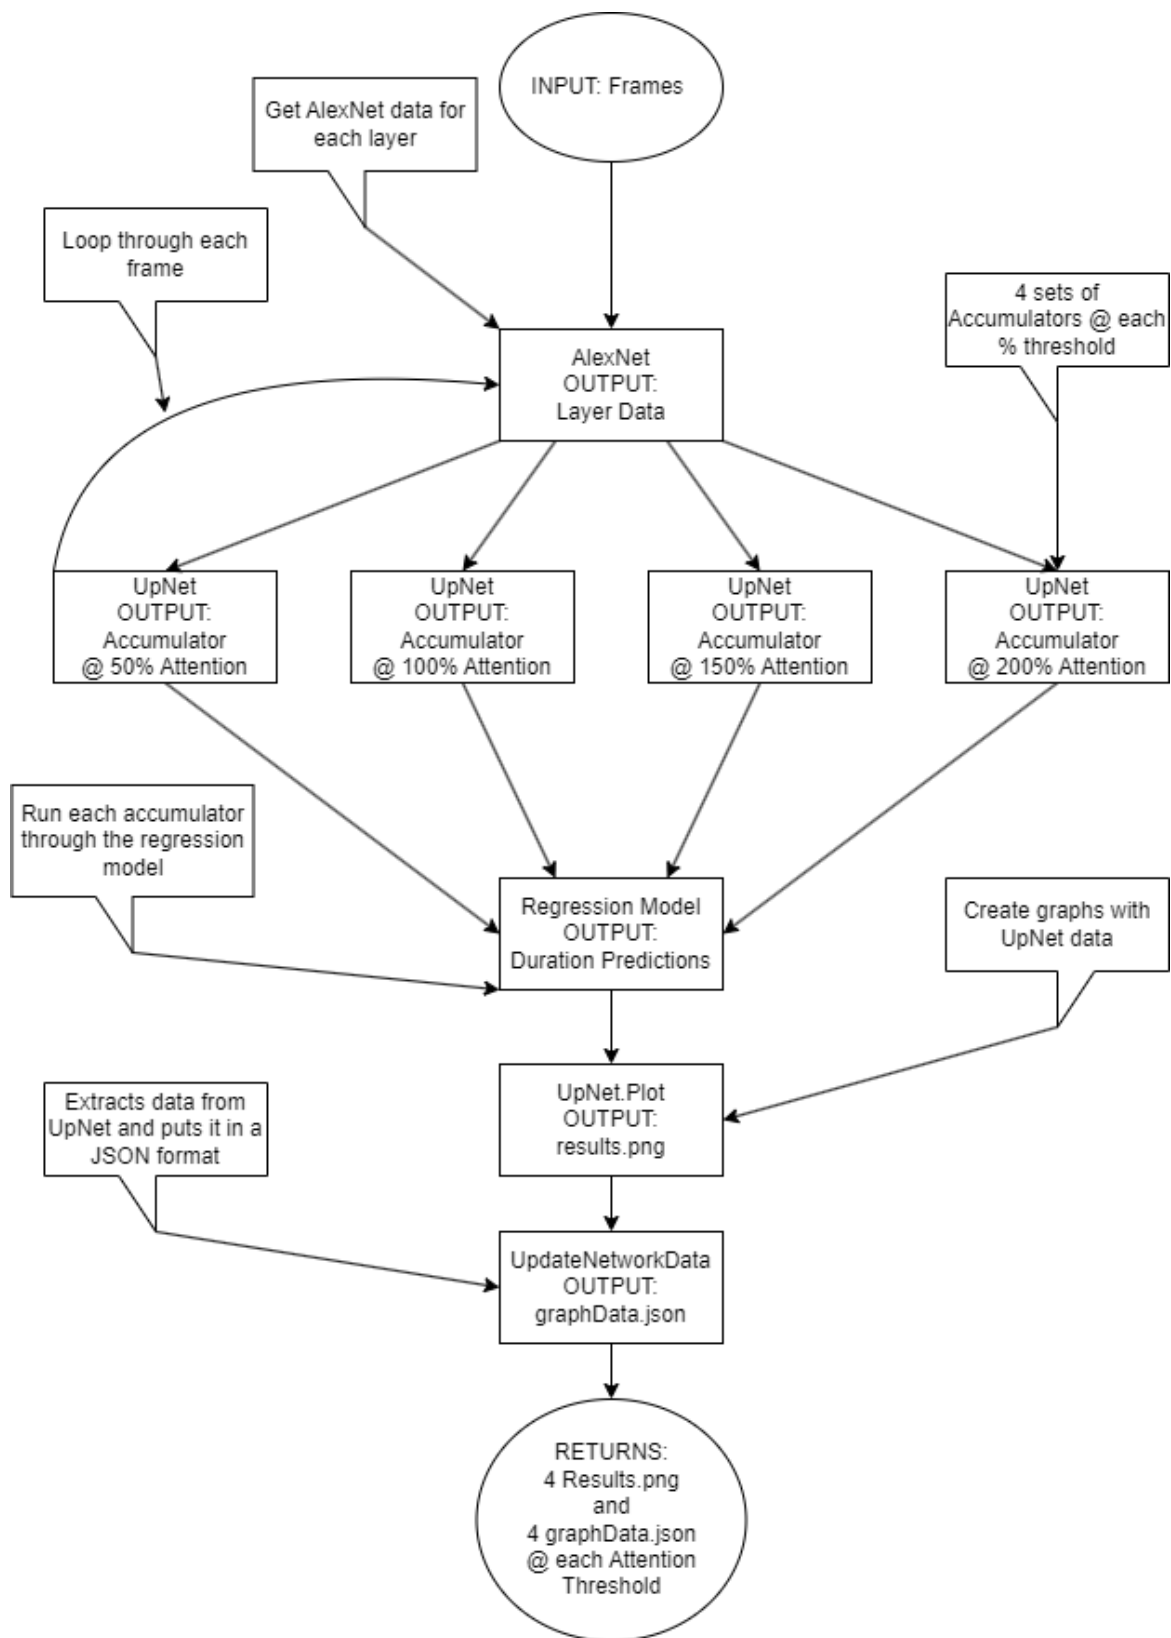 INPUT: Frames
Get AlexNet data for
each layer
Loop through each
frame
4 sets of
Accumulators @ each
% threshold
AlexNet
OUTPUT:
Layer Data
UpNet
OUTPUT:
Accumulator
@ 50% Attention
UpNet
OUTPUT:
Accumulator
@ 100% Attention
UpNet
OUTPUT:
Accumulator
@ 150% Attention
UpNet
OUTPUT:
Accumulator
@ 200% Attention
Run each accumulator
through the regression
model
Regression Model
OUTPUT:
Duration Predictions
Create graphs with
UpNet data
UpNet.Plot
OUTPUT:
results.png
Extracts data from
UpNet and puts it in a
JSON format
UpdateNetworkData
OUTPUT:
graphData.json
RETURNS:
4 Results.png
and
4 graphData.json
@ each Attention
Threshold